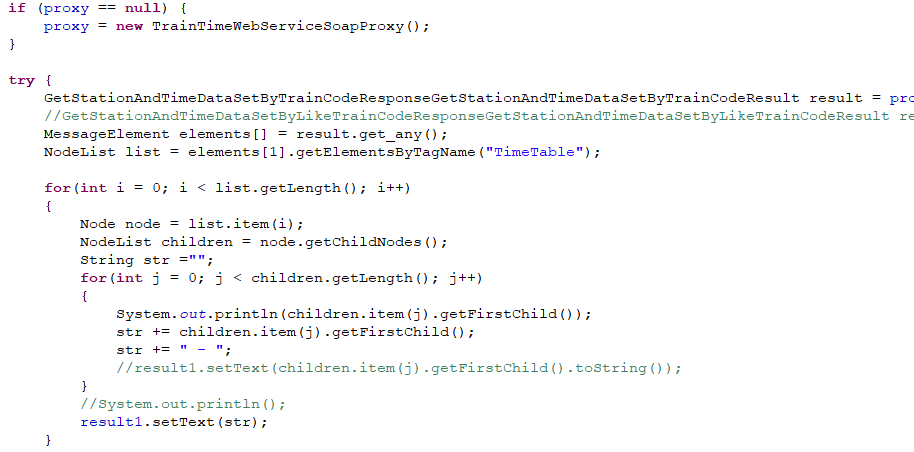 if (proxy == null) {
proxy = new TrainTimeWebServiceSoapProxy();
}
try {
GetStationAndTimeDataSetByTrainCodeResponseGetStationAndTimeDataSetByTrainCodeResult result = pro
//GetStationAndTimeDataSetByLikeTrainCodeResponseGetStationAndTimeDataSetByLikeTrainCodeResult re
MessageElement elements[] = result.get_any();
NodeList list = elements[1].getElementsByTagName("TimeTable");
for(int i = 0; i < list.getLength(); i++)
{
Node node = list.item(i);
NodeList children = node.getChildNodes();
String str ="";
for(int j = 0; j < children.getLength(); j++)
{
System.out.println(children.item(j).getFirstChild());
str += children.item(j).getFirstChild();
str += " - ";
//result1.setText(children.item(j).getFirstChild().toString());
}
//System.out.println();
result1.setText(str);
}